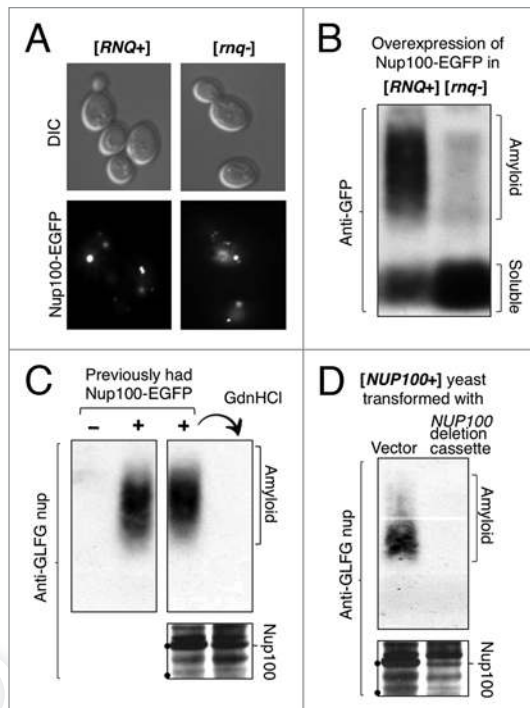 A
[RNQ+]
[rnq-]
DIC
Nup100-EGFP
B
Overexpression of
Nup100-EGFP in
[RNQ+] [rnq-]
Anti-GFP
Amyloid
Soluble
C
Previously had
Nup100-EGFP
GdnHCl
– + +
Anti-GLFG nup
Amyloid
Nup100
D
[NUP100+] yeast
transformed with
NUP100
deletion
Vector cassette
Anti-GLFG nup
Amyloid
Nup100